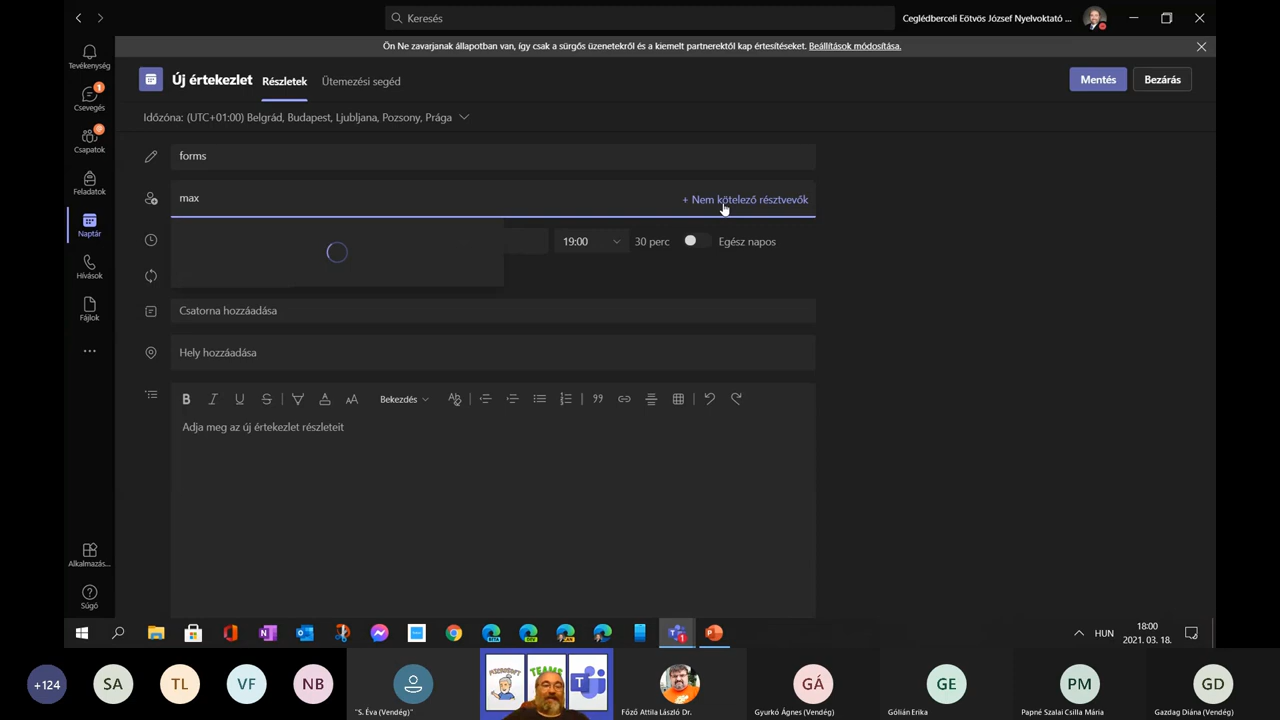 Keresés
Ceglédberceli Eötvös József Nyelvoktató ...
Ön Ne zavarjanak állapotban van, így csak a sürgős üzenetekről és a kiemelt partnerektől kap értesítéseket. Beállítások módosítása.
Tevékenység
1
Csevegés
Csapatok
Feladatok
Naptár
Hívások
Fájlok
Alkalmazás...
Súgó
Új értekezlet
Részletek
Ütemezési segéd
Mentés
Bezárás
Időzóna: (UTC+01:00) Belgrád, Budapest, Ljubljana, Pozsony, Prága
forms
max
+ Nem kötelező résztvevők
19:00
30 perc
Egész napos
Csatorna hozzáadása
Hely hozzáadása
B I U S
Bekezdés
Adja meg az új értekezlet részleteit
HUN
18:00
2021. 03. 18.
+124
SA
TL
VF
NB
"S. Éva (Vendég)"
MICROSOFT
TEAMS
Főző Attila László Dr.
GÁ
Gyurkó Ágnes (Vendég)
GE
Gólián Erika
PM
Papné Szalai Csilla Mária
GD
Gazdag Diána (Vendég)